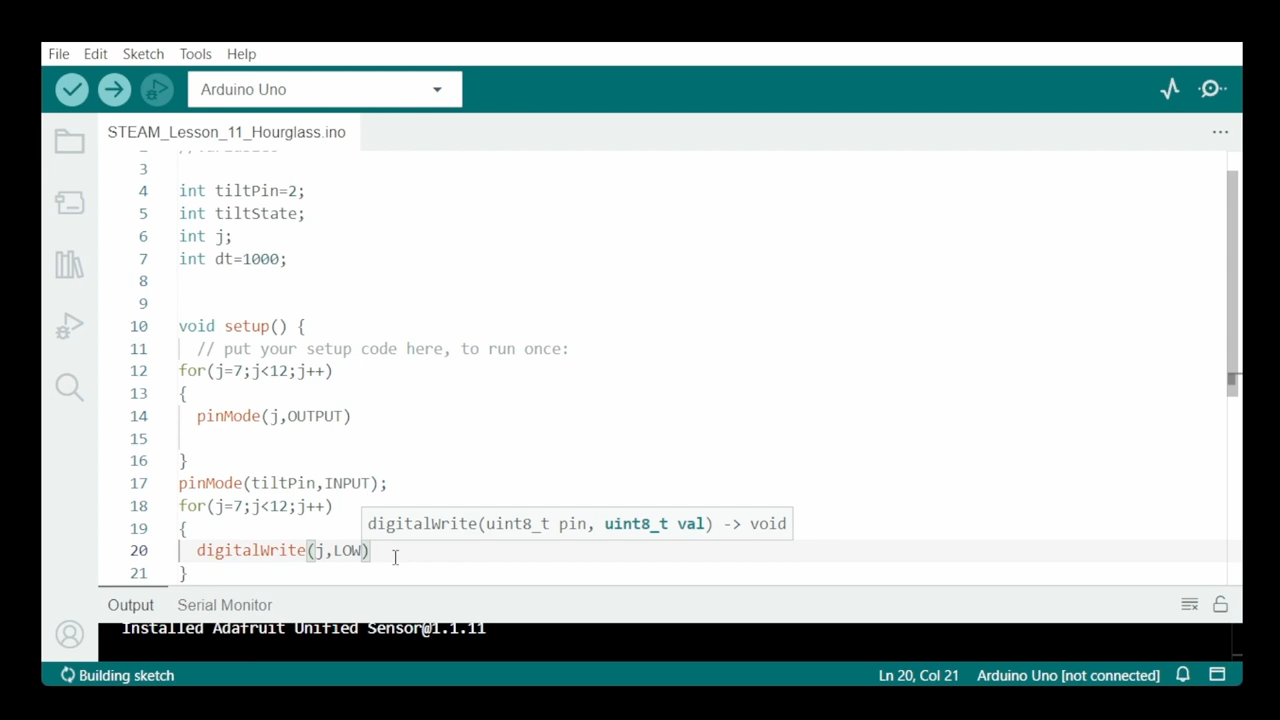 File Edit Sketch Tools Help
Arduino Uno
STEAM_Lesson_11_Hourglass.ino
3
4 int tiltPin=2;
5 int tiltState;
6 int j;
7 int dt=1000;
8
9
10 void setup() {
11 // put your setup code here, to run once:
12 for(j=7;j<12;j++)
13 {
14 pinMode(j,OUTPUT)
15
16 }
17 pinMode(tiltPin,INPUT);
18 for(j=7;j<12;j++)
digitalWrite(uint8_t pin, uint8_t val) -> void
19 {
20 digitalWrite(j,LOW)
21 }
Output Serial Monitor
Installed Adafruit Unified Sensor@1.1.11
Building sketch Ln 20, Col 21 Arduino Uno [not connected]